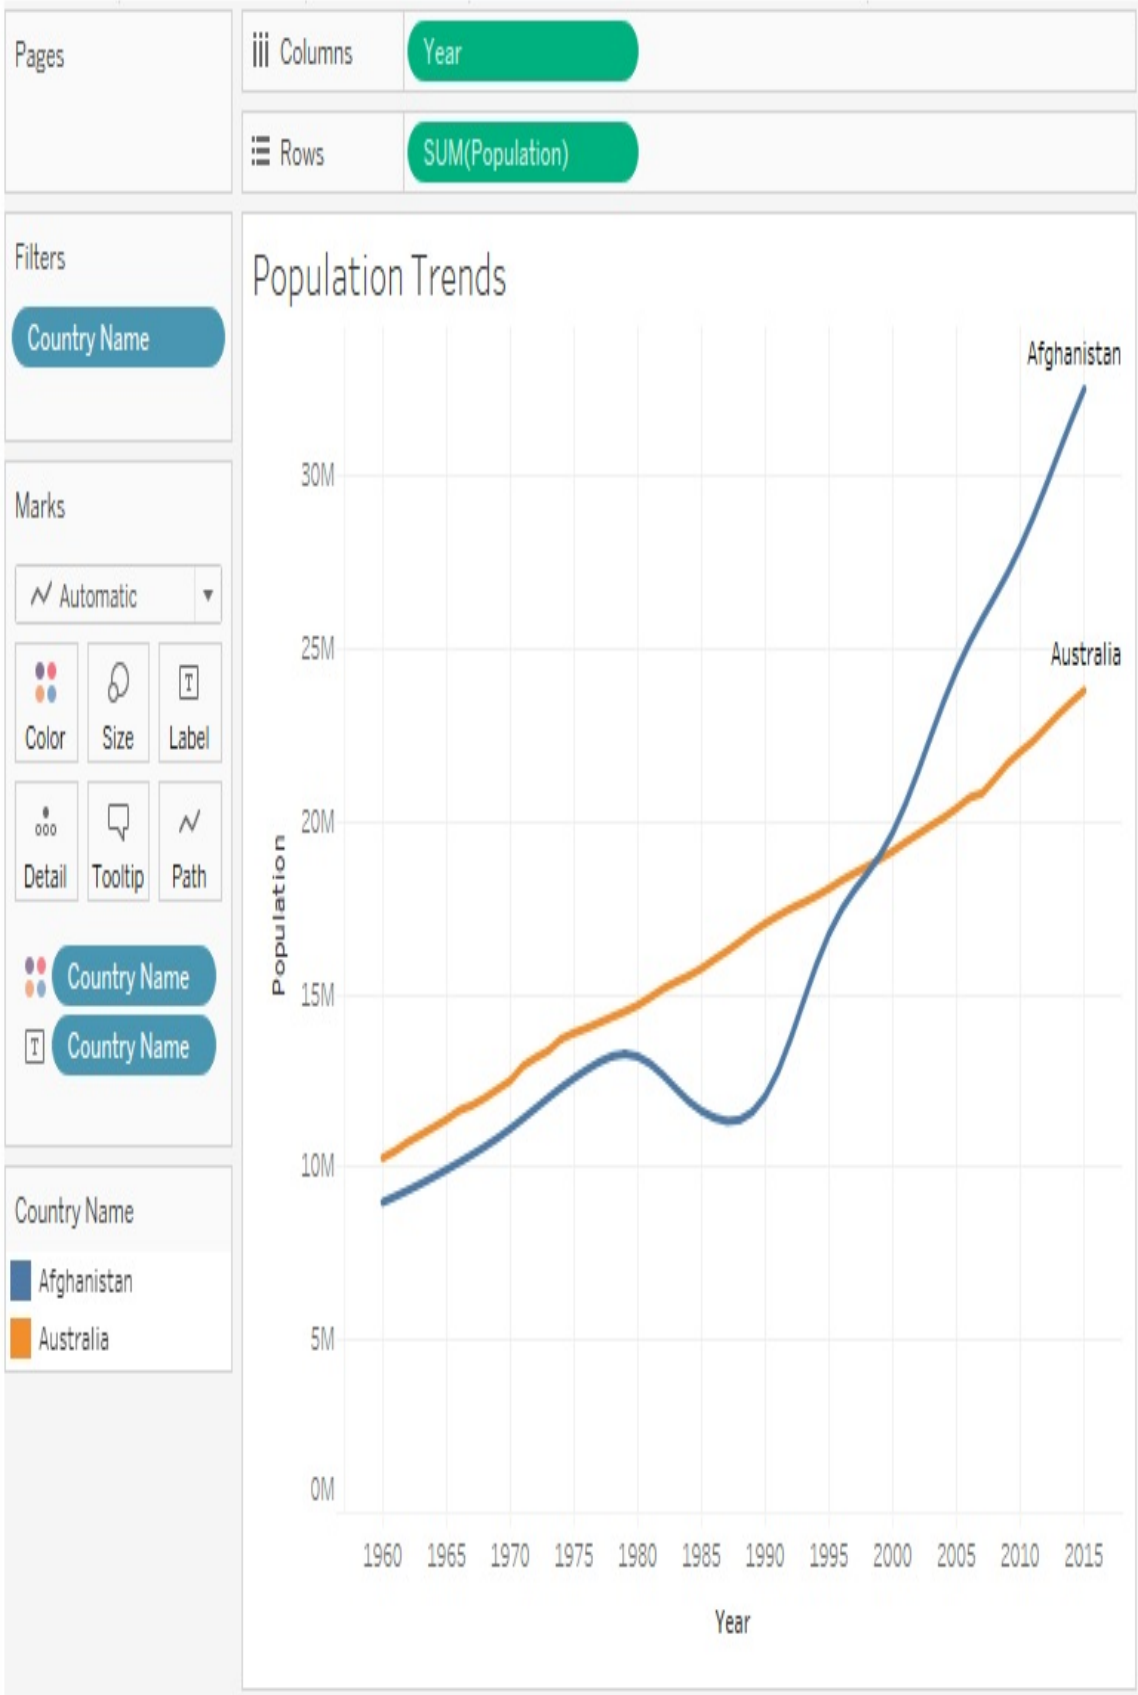 Pages
Columns
Year
Rows
SUM(Population)
Filters
Country Name
Marks
Automatic
Color
Size
Label
T
Detail
Tooltip
Path
Country Name
T
Country Name
Country Name
Afghanistan
Australia
Population Trends
Afghanistan
Australia
30M
25M
20M
15M
10M
5M
0M
Population
1960 1965 1970 1975 1980 1985 1990 1995 2000 2005 2010 2015
Year